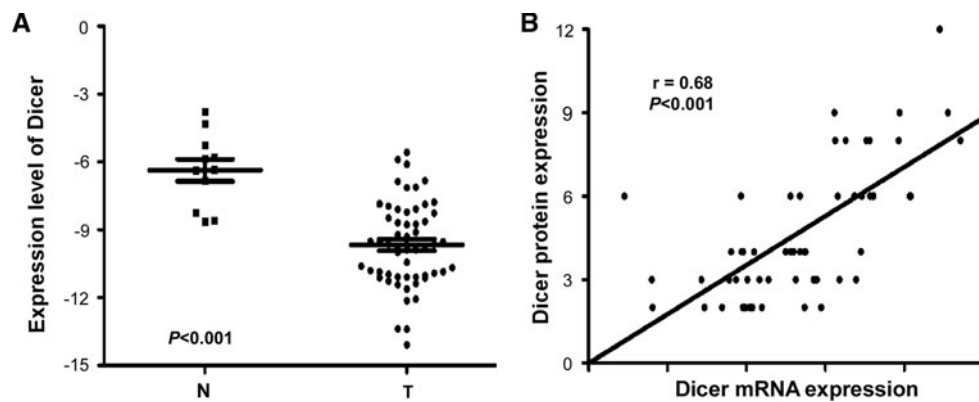 A
Expression level of Dicer
0
-3
-6
-9
-12
-15
P<0.001
N
T
B
Dicer protein expression
12
9
6
3
0
r = 0.68
P<0.001
Dicer mRNA expression